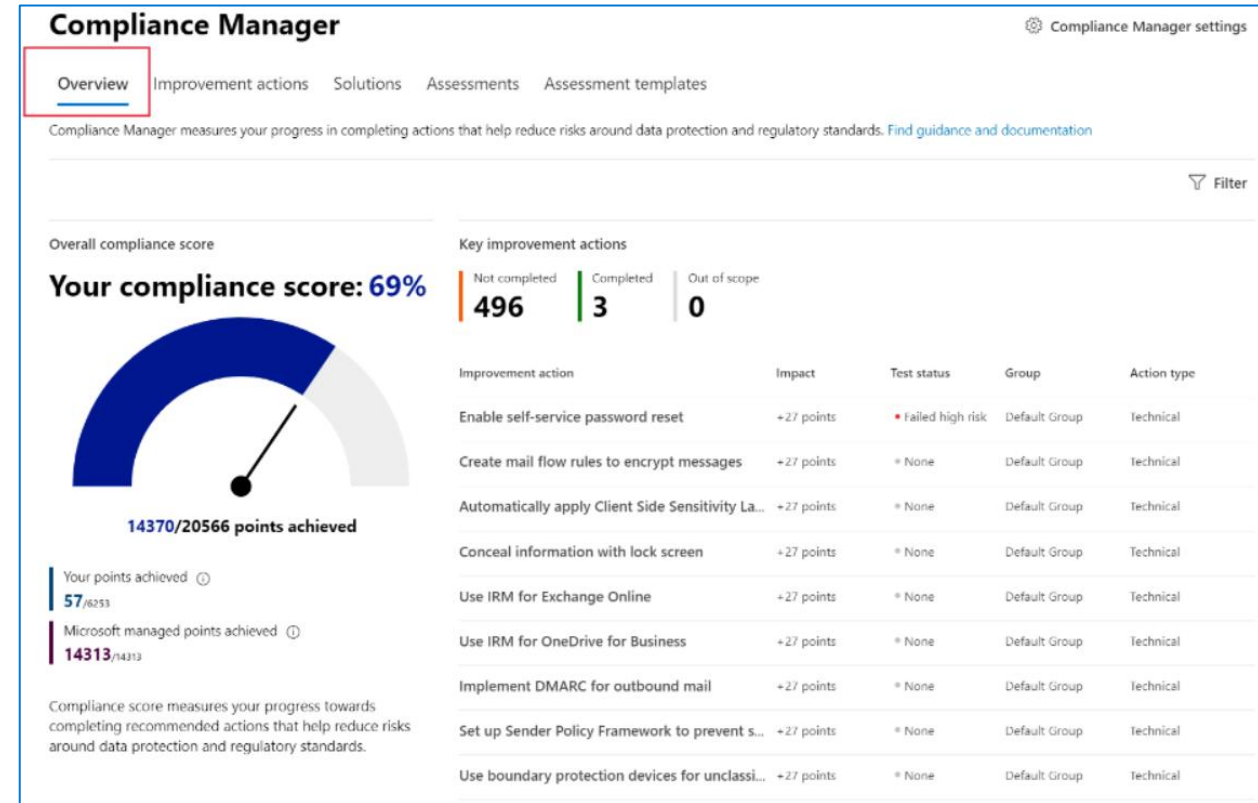 Compliance Manager
Compliance Manager settings
Overview
Improvement actions
Solutions
Assessments
Assessment templates
Compliance Manager measures your progress in completing actions that help reduce risks around data protection and regulatory standards. Find guidance and documentation
Filter
Overall compliance score
Your compliance score: 69%
14370/20566 points achieved
Your points achieved
57/6253
Microsoft managed points achieved
14313/14313
Compliance score measures your progress towards
completing recommended actions that help reduce risks
around data protection and regulatory standards.
Key improvement actions
Not completed
496
Completed
3
Out of scope
0
Improvement action Impact Test status Group Action type
Enable self-service password reset +27 points Failed high risk Default Group Technical
Create mail flow rules to encrypt messages +27 points None Default Group Technical
Automatically apply Client Side Sensitivity La... +27 points None Default Group Technical
Conceal information with lock screen +27 points None Default Group Technical
Use IRM for Exchange Online +27 points None Default Group Technical
Use IRM for OneDrive for Business +27 points None Default Group Technical
Implement DMARC for outbound mail +27 points None Default Group Technical
Set up Sender Policy Framework to prevent s... +27 points None Default Group Technical
Use boundary protection devices for unclassi... +27 points None Default Group Technical